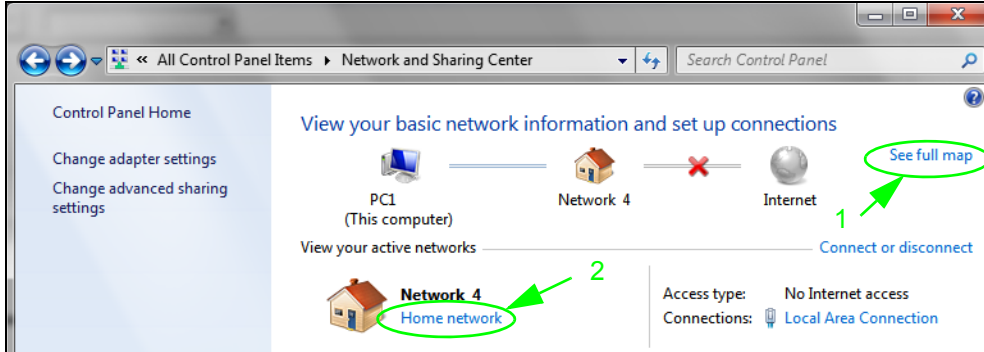 « All Control Panel Items ▸ Network and Sharing Center
Search Control Panel
Control Panel Home
Change adapter settings
Change advanced sharing
settings
View your basic network information and set up connections
See full map
1
PC1
(This computer)
Network 4
Internet
View your active networks
Connect or disconnect
2
Network 4
Home network
Access type: No Internet access
Connections: Local Area Connection